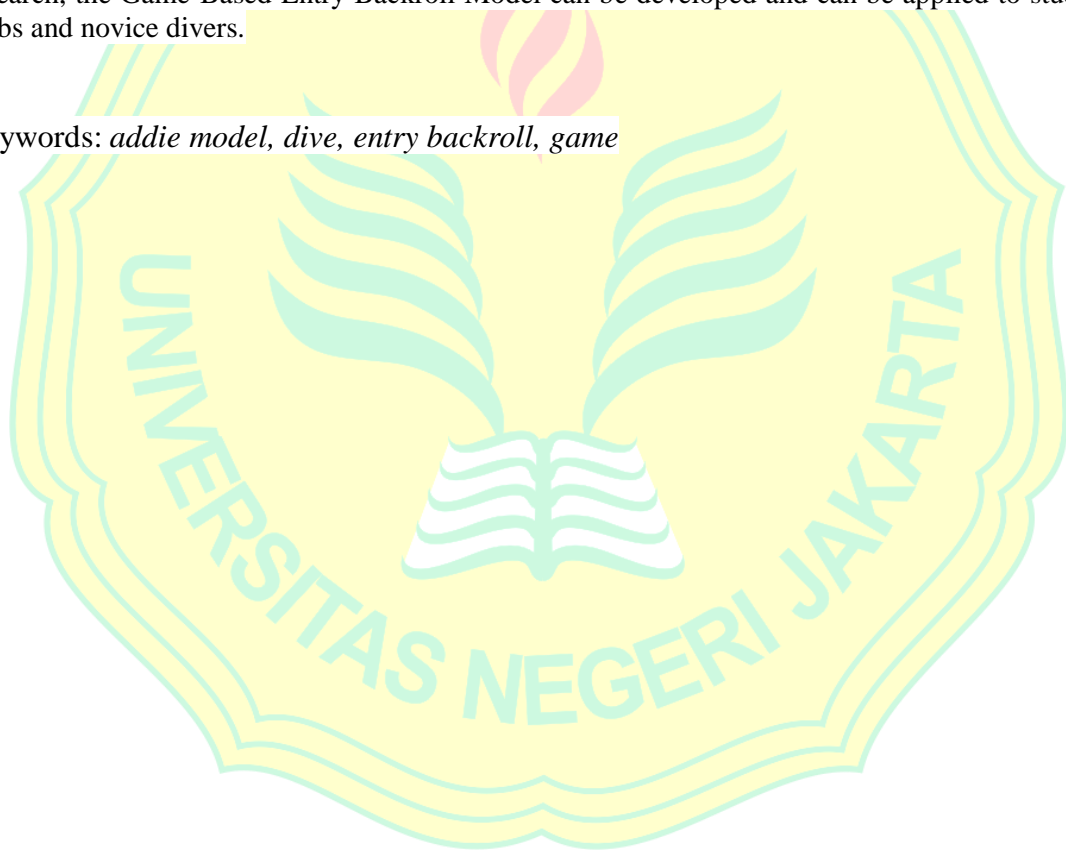 search, the Game Based Entry Backroll Model can be developed and can be applied to stu
bs and novice divers.
ywords: addie model, dive, entry backroll, game
UNIVERSITAS NEGERI JAKARTA